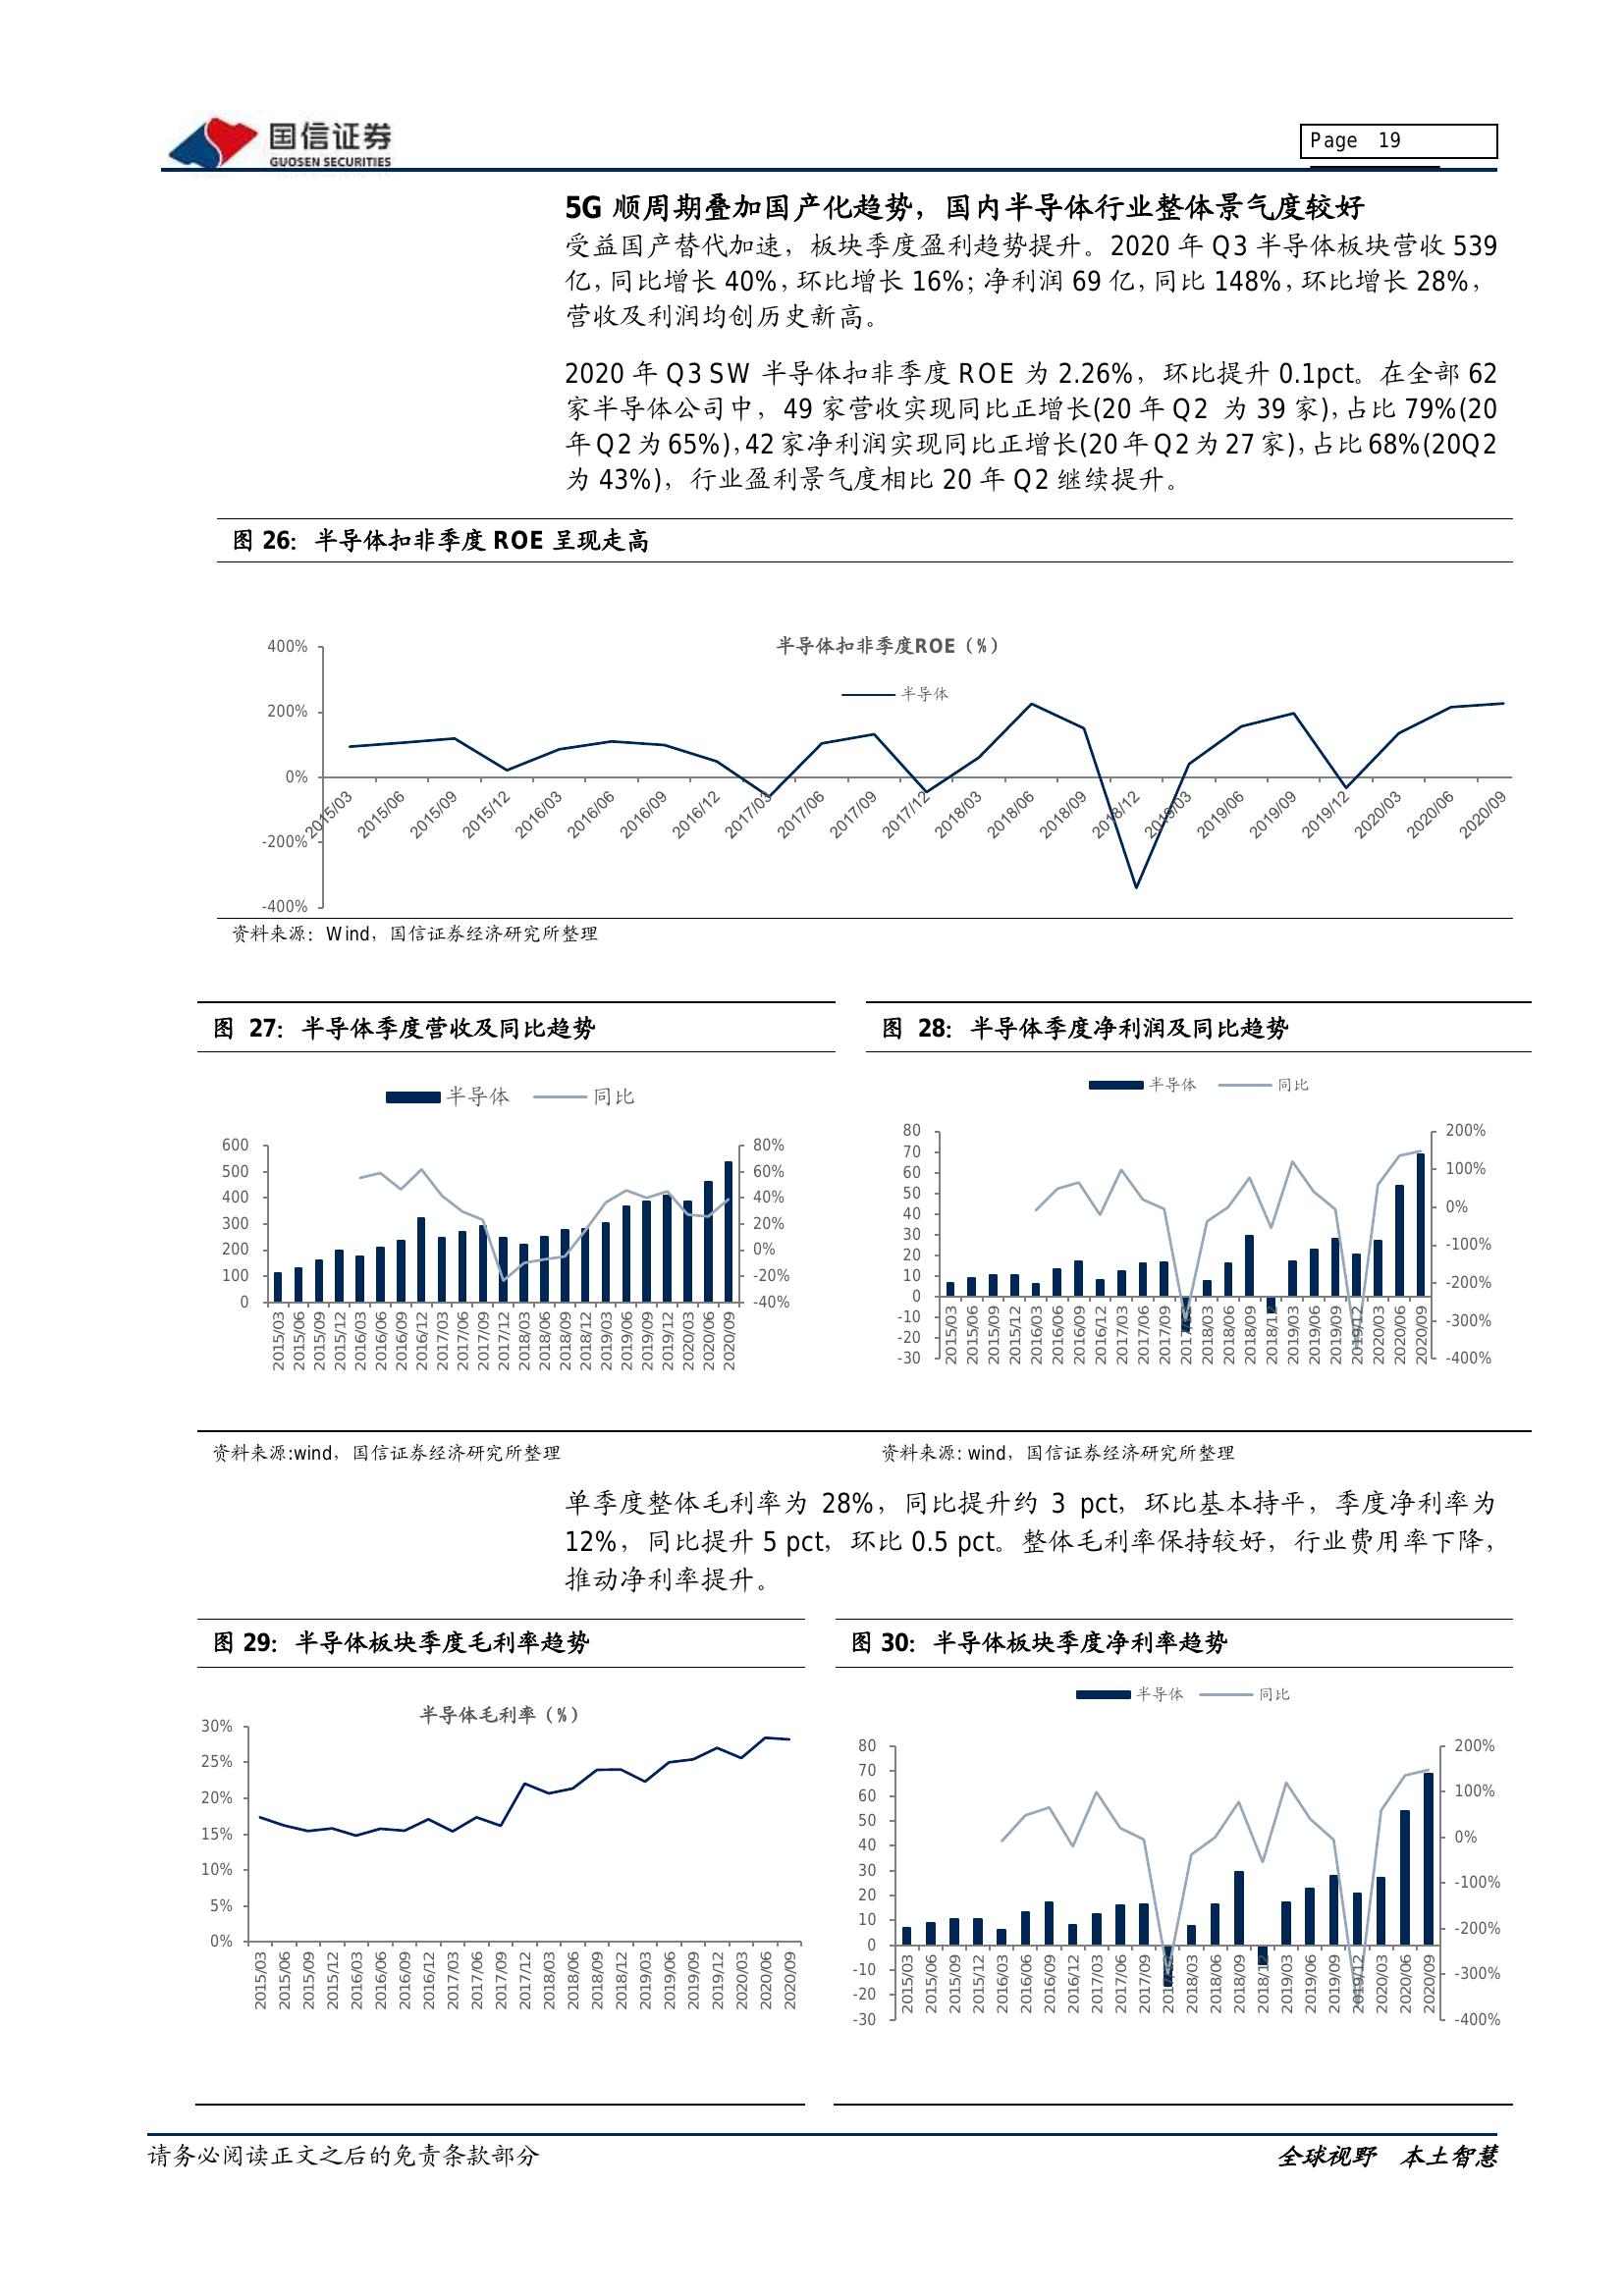 国信证券
GUOSEN SECURITIES
Page 19
5G 顺周期叠加国产化趋势，国内半导体行业整体景气度较好
受益国产替代加速，板块季度盈利趋势提升。2020 年 Q3 半导体板块营收 539
亿，同比增长 40%，环比增长 16%；净利润 69 亿，同比 148%，环比增长 28%，
营收及利润均创历史新高。
2020 年 Q3 SW 半导体扣非季度 ROE 为 2.26%，环比提升 0.1pct。在全部 62
家半导体公司中，49 家营收实现同比正增长(20 年 Q2 为 39 家)，占比 79%(20
年 Q2 为 65%)，42 家净利润实现同比正增长(20 年 Q2 为 27 家)，占比 68%(20Q2
为 43%)，行业盈利景气度相比 20 年 Q2 继续提升。
图 26：半导体扣非季度 ROE 呈现走高
半导体扣非季度ROE（%）
半导体
400%
200%
0%
-200%
-400%
2015/03 2015/06 2015/09 2015/12 2016/03 2016/06 2016/09 2016/12 2017/03 2017/06 2017/09 2017/12 2018/03 2018/06 2018/09 2018/12 2019/03 2019/06 2019/09 2019/12 2020/03 2020/06 2020/09
资料来源：Wind，国信证券经济研究所整理
图 27：半导体季度营收及同比趋势
半导体 同比
600
500
400
300
200
100
0
80%
60%
40%
20%
0%
-20%
-40%
2015/03 2015/06 2015/09 2015/12 2016/03 2016/06 2016/09 2016/12 2017/03 2017/06 2017/09 2017/12 2018/03 2018/06 2018/09 2018/12 2019/03 2019/06 2019/09 2019/12 2020/03 2020/06 2020/09
图 28：半导体季度净利润及同比趋势
半导体 同比
80
70
60
50
40
30
20
10
0
-10
-20
-30
200%
100%
0%
-100%
-200%
-300%
-400%
2015/03 2015/06 2015/09 2015/12 2016/03 2016/06 2016/09 2016/12 2017/03 2017/06 2017/09 2018/03 2018/06 2018/09 2019/03 2019/06 2019/09 2019/12 2020/03 2020/06 2020/09
资料来源:wind，国信证券经济研究所整理
资料来源: wind，国信证券经济研究所整理
单季度整体毛利率为 28%，同比提升约 3 pct，环比基本持平，季度净利率为
12%，同比提升 5 pct，环比 0.5 pct。整体毛利率保持较好，行业费用率下降，
推动净利率提升。
图 29：半导体板块季度毛利率趋势
半导体毛利率（%）
30%
25%
20%
15%
10%
5%
0%
2015/03 2015/06 2015/09 2015/12 2016/03 2016/06 2016/09 2016/12 2017/03 2017/06 2017/09 2017/12 2018/03 2018/06 2018/09 2018/12 2019/03 2019/06 2019/09 2019/12 2020/03 2020/06 2020/09
图 30：半导体板块季度净利率趋势
半导体 同比
80
70
60
50
40
30
20
10
0
-10
-20
-30
200%
100%
0%
-100%
-200%
-300%
-400%
2015/03 2015/06 2015/09 2015/12 2016/03 2016/06 2016/09 2016/12 2017/03 2017/06 2017/09 2018/03 2018/06 2018/09 2019/03 2019/06 2019/09 2019/12 2020/03 2020/06 2020/09
请务必阅读正文之后的免责条款部分
全球视野 本土智慧